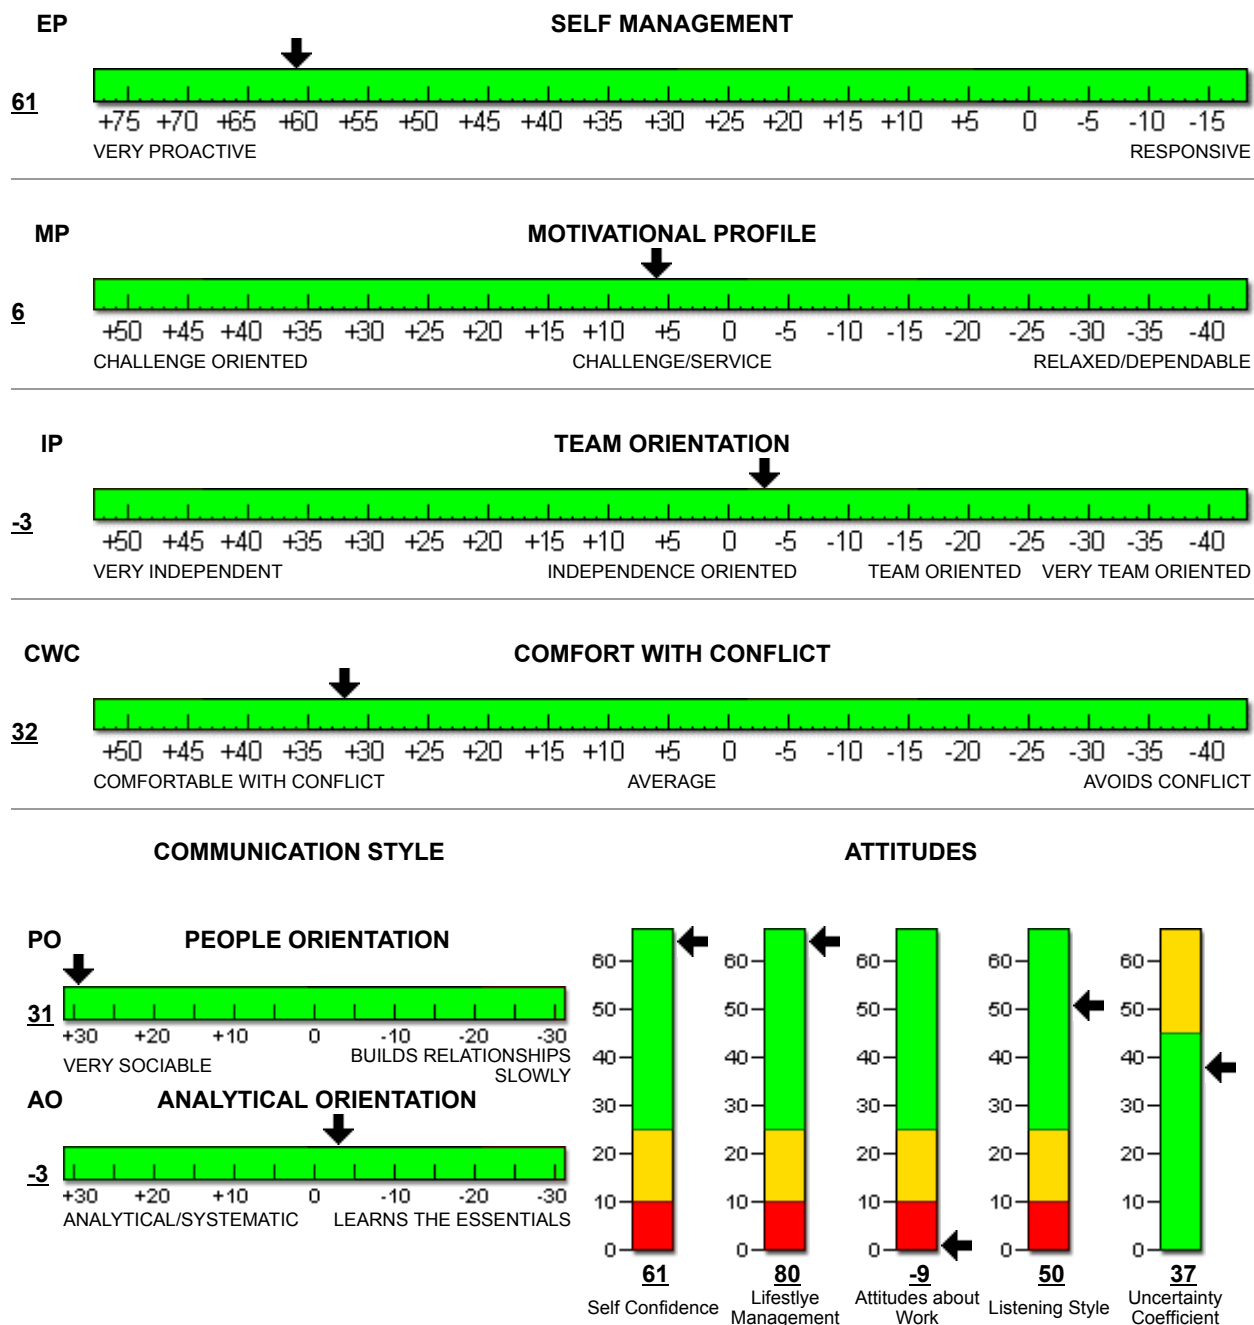 EP SELF MANAGEMENT
61
+75 +70 +65 +60 +55 +50 +45 +40 +35 +30 +25 +20 +15 +10 +5 0 -5 -10 -15
VERY PROACTIVE RESPONSIVE
MP MOTIVATIONAL PROFILE
6
+50 +45 +40 +35 +30 +25 +20 +15 +10 +5 0 -5 -10 -15 -20 -25 -30 -35 -40
CHALLENGE ORIENTED CHALLENGE/SERVICE RELAXED/DEPENDABLE
IP TEAM ORIENTATION
-3
+50 +45 +40 +35 +30 +25 +20 +15 +10 +5 0 -5 -10 -15 -20 -25 -30 -35 -40
VERY INDEPENDENT INDEPENDENCE ORIENTED TEAM ORIENTED VERY TEAM ORIENTED
CWC COMFORT WITH CONFLICT
32
+50 +45 +40 +35 +30 +25 +20 +15 +10 +5 0 -5 -10 -15 -20 -25 -30 -35 -40
COMFORTABLE WITH CONFLICT AVERAGE AVOIDS CONFLICT
COMMUNICATION STYLE
PO PEOPLE ORIENTATION
31
+30 +20 +10 0 -10 -20 -30
VERY SOCIABLE BUILDS RELATIONSHIPS
SLOWLY
AO ANALYTICAL ORIENTATION
-3
+30 +20 +10 0 -10 -20 -30
ANALYTICAL/SYSTEMATIC LEARNS THE ESSENTIALS
ATTITUDES
60 60 60 60 60
50 50 50 50 50
40 40 40 40 40
30 30 30 30 30
20 20 20 20 20
10 10 10 10 10
0 0 0 0 0
61 80 -9 50 37
Self Confidence
Lifestlye
Management
Attitudes about
Work
Listening Style
Uncertainty
Coefficient